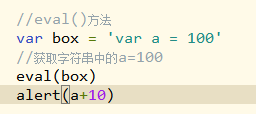 //eval()方法
var box = 'var a = 100'
//获取字符串中的a=100
eval(box)
alert(a+10)